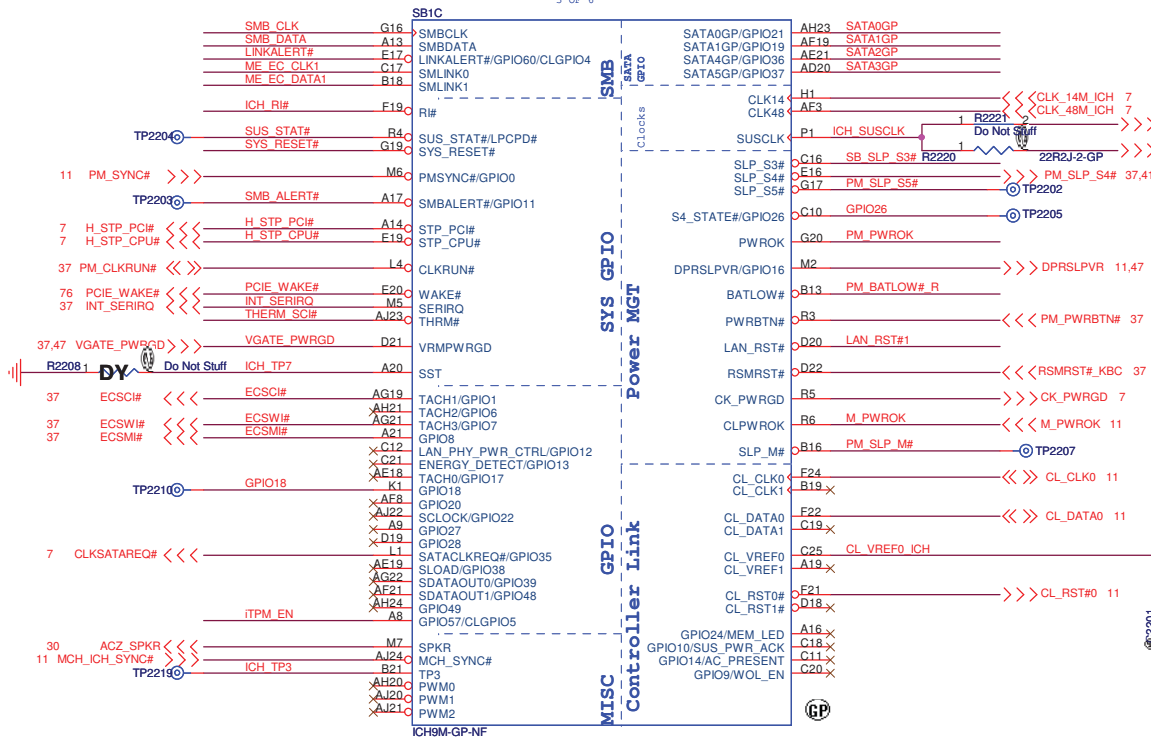 SB1C
SMB_CLK G16 SMBCLK
SMB_DATA A13 SMBDATA
LINKALERT# E17 LINKALERT#/GPIO60/CLGPIO4
ME_EC_CLK1 C17 SMLINK0
ME_EC_DATA1 B18 SMLINK1
ICH_RI# F19 RI#
TP2204 SUS_STAT# R4 SUS_STAT#/LPCPD#
SYS_RESET# G19 SYS_RESET#
11 PM_SYNC# M6 PMSYNC#/GPIO0
TP2203 SMB_ALERT# A17 SMBALERT#/GPIO11
7 H_STP_PCI# H_STP_PCI# A14 STP_PCI#
7 H_STP_CPU# H_STP_CPU# E19 STP_CPU#
37 PM_CLKRUN# L4 CLKRUN#
76 PCIE_WAKE# PCIE_WAKE# E20 WAKE#
37 INT_SERIRQ INT_SERIRQ M5 SERIRQ
THERM_SCI# AJ23 THRM#
37,47 VGATE_PWRGD VGATE_PWRGD D21 VRMPWRGD
R2208 1 DY Do Not Stuff ICH_TP7 A20 SST
37 ECSCI# AG19 TACH1/GPIO1
AH21 TACH2/GPIO6
37 ECSWI# ECSWI# AG21 TACH3/GPIO7
37 ECSMI# ECSMI# A21 GPIO8
C12 LAN_PHY_PWR_CTRL/GPIO12
C21 ENERGY_DETECT/GPIO13
AE18 TACH0/GPIO17
TP2210 GPIO18 K1 GPIO18
AF8 GPIO20
AJ22 SCLOCK/GPIO22
A9 GPIO27
D19 GPIO28
7 CLKSATAREQ# L1 SATACLKREQ#/GPIO35
AE19 SLOAD/GPIO38
AG22 SDATAOUT0/GPIO39
AF21 SDATAOUT1/GPIO48
AH24 GPIO49
iTPM_EN A8 GPIO57/CLGPIO5
30 ACZ_SPKR M7 SPKR
11 MCH_ICH_SYNC# AJ24 MCH_SYNC#
TP2219 ICH_TP3 B21 TP3
AH20 PWM0
AJ20 PWM1
AJ21 PWM2
ICH9M-GP-NF
SMB
SYS GPIO
GPIO
MISC
SATA
GPIO
Clocks
Power MGT
Controller Link
SATA0GP/GPIO21 AH23 SATA0GP
SATA1GP/GPIO19 AF19 SATA1GP
SATA4GP/GPIO36 AE21 SATA2GP
SATA5GP/GPIO37 AD20 SATA3GP
CLK14 H1 CLK_14M_ICH 7
CLK48 AF3 CLK_48M_ICH 7
1 R2221 2
Do Not Stuff
SUSCLK P1 ICH_SUSCLK
R2220 1 2 22R2J-2-GP
SLP_S3# C16 SB_SLP_S3#
SLP_S4# E16 PM_SLP_S4# 37,41
SLP_S5# G17 PM_SLP_S5# TP2202
S4_STATE#/GPIO26 C10 GPIO26 TP2205
PWROK G20 PM_PWROK
DPRSLPVR/GPIO16 M2 DPRSLPVR 11,47
BATLOW# B13 PM_BATLOW#_R
PWRBTN# R3 PM_PWRBTN# 37
LAN_RST# D20 LAN_RST#1
RSMRST# D22 RSMRST#_KBC 37
CK_PWRGD R5 CK_PWRGD 7
CLPWROK R6 M_PWROK 11
SLP_M# B16 PM_SLP_M# TP2207
CL_CLK0 F24 CL_CLK0 11
CL_CLK1 B19
CL_DATA0 F22 CL_DATA0 11
CL_DATA1 C19
CL_VREF0 C25 CL_VREF0_ICH
CL_VREF1 A19
CL_RST0# F21 CL_RST#0 11
CL_RST1# D18
GPIO24/MEM_LED A16
GPIO10/SUS_PWR_ACK C18
GPIO14/AC_PRESENT C11
GPIO9/WOL_EN C20
GP